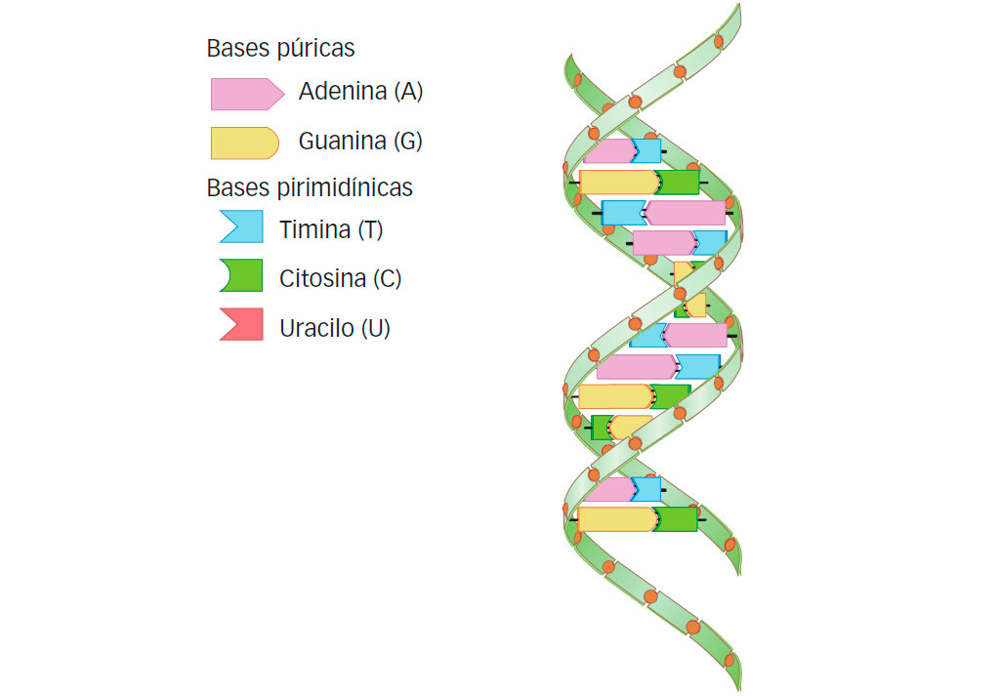 Bases púricas
Adenina (A)
Guanina (G)
Bases pirimidínicas
Timina (T)
Citosina (C)
Uracilo (U)